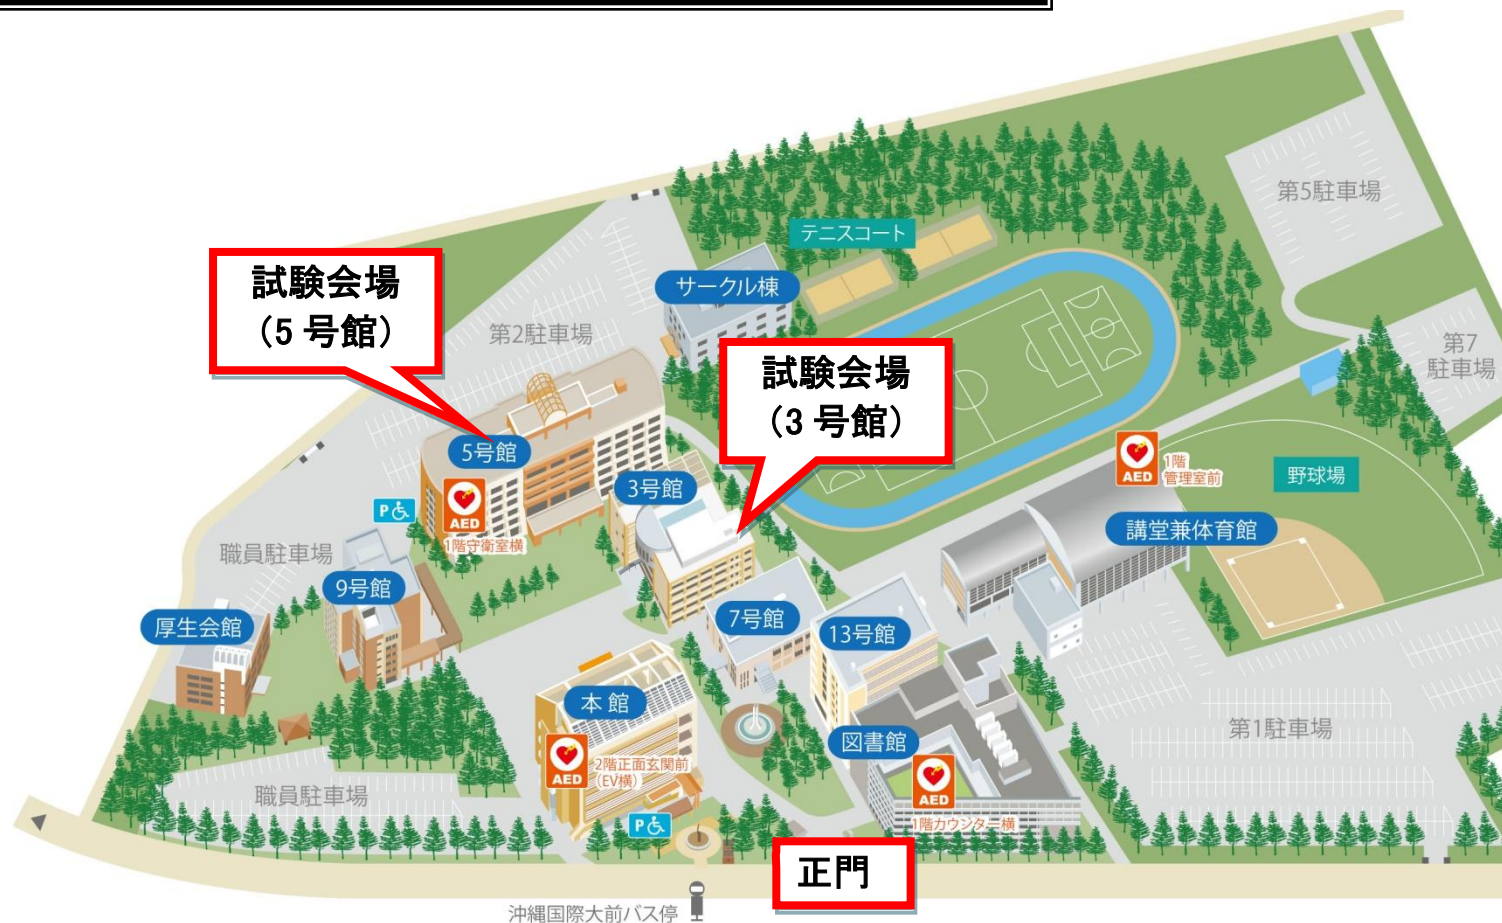 第5駐車場
テニスコート
サークル棟
試験会場
（5 号館）
第2駐車場
第7
駐車場
試験会場
（3 号館）
5号館
AED
1階守衛室横
3号館
AED
1階
管理室前
野球場
P
講堂兼体育館
職員駐車場
9号館
厚生会館
7号館
13号館
本館
AED
2階正面玄関前
（EV横）
図書館
第1駐車場
AED
1階カウンター横
職員駐車場
P
正門
沖縄国際大前バス停